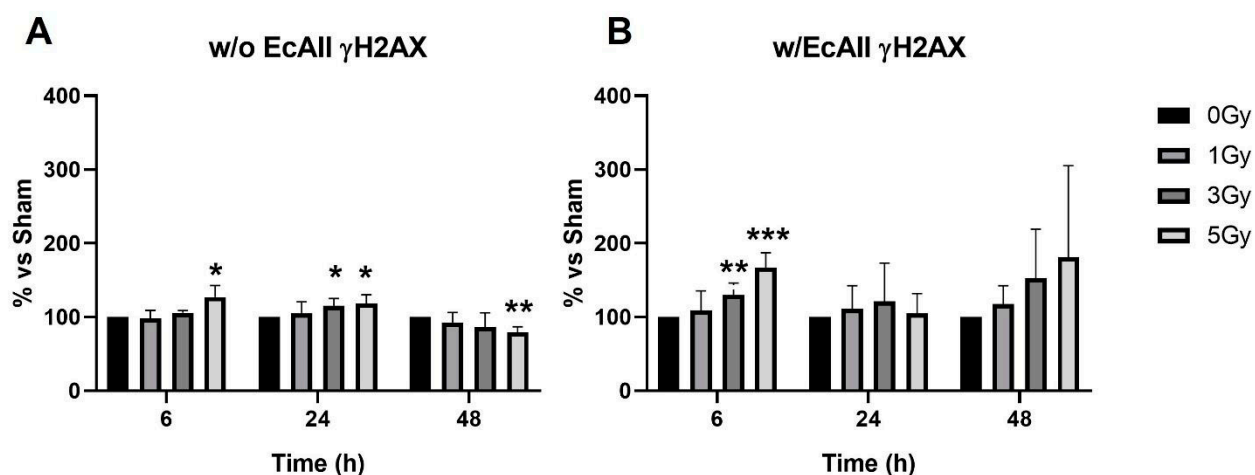 A
w/o EcAII γH2AX
% vs Sham
400
300
200
100
0
*
* *
**
6 24 48
Time (h)
B
w/EcAII γH2AX
% vs Sham
400
300
200
100
0
**
***
6 24 48
Time (h)
0Gy
1Gy
3Gy
5Gy